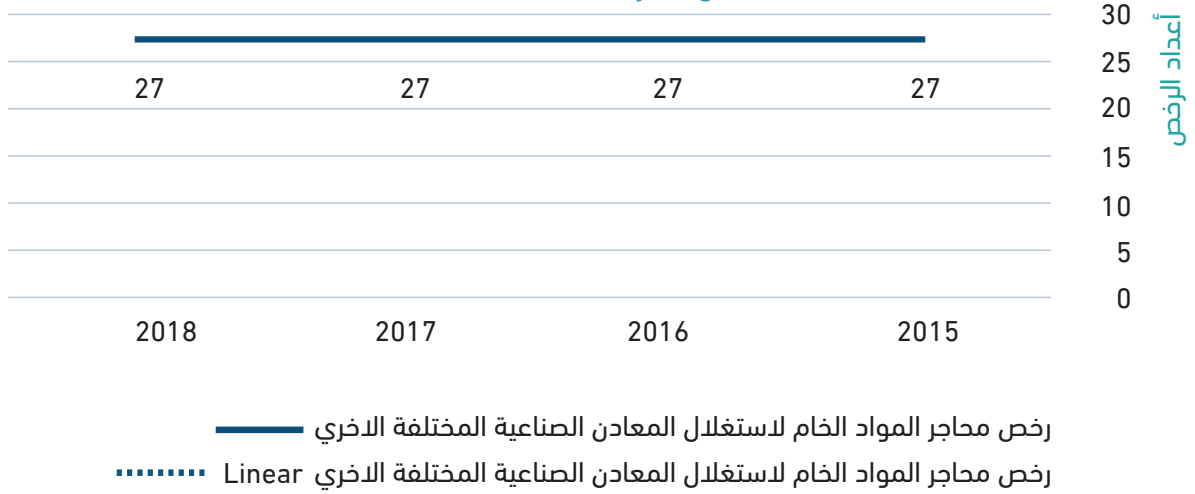 أعداد الرخص
30
25
20
15
10
5
0
27 27 27 27
2015 2016 2017 2018
رخص محاجر المواد الخام لاستغلال المعادن الصناعية المختلفة الاخري
رخص محاجر المواد الخام لاستغلال المعادن الصناعية المختلفة الاخري Linear